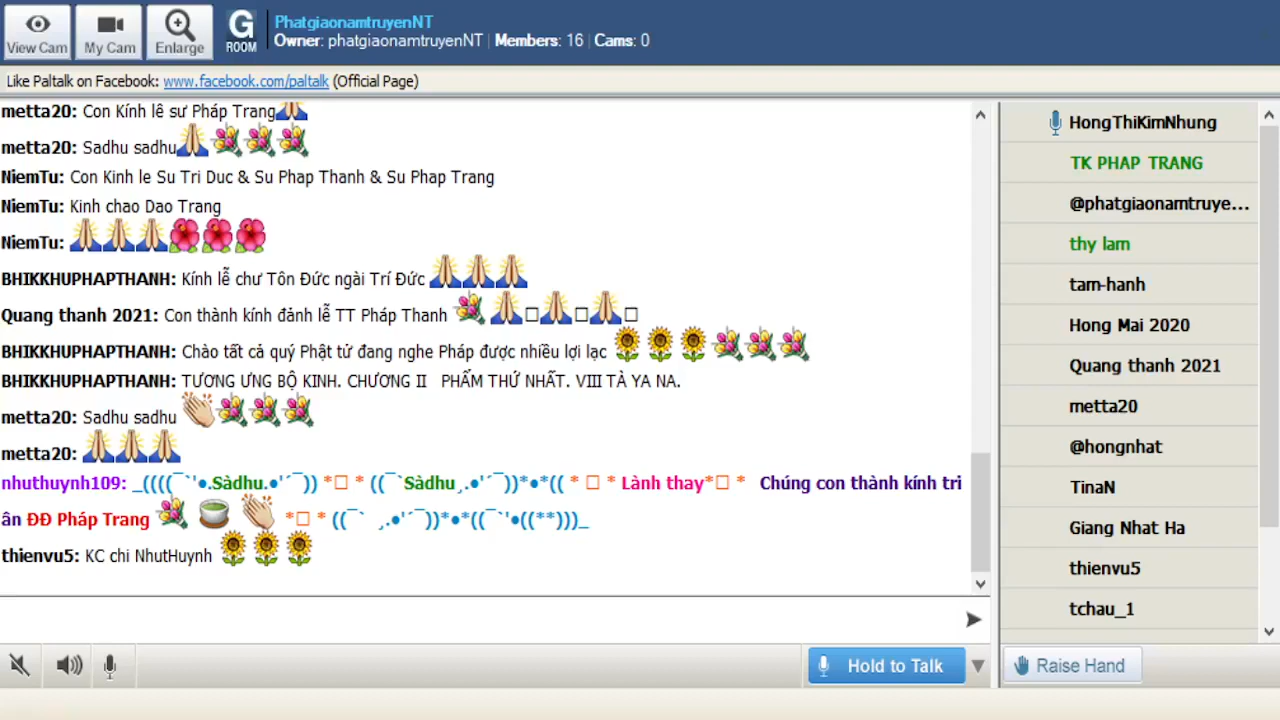 View Cam
My Cam
Enlarge
G
ROOM
PhatgiaonamtruyenNT
Owner: phatgiaonamtruyenNT | Members: 16 | Cams: 0
Like Paltalk on Facebook: www.facebook.com/paltalk (Official Page)
metta20: Con Kính lê sư Pháp Trang
metta20: Sadhu sadhu
NiemTu: Con Kinh le Su Tri Duc & Su Phap Thanh & Su Phap Trang
NiemTu: Kinh chao Dao Trang
NiemTu:
BHIKKHUPHAPTHANH: Kính lễ chư Tôn Đức ngài Trí Đức
Quang thanh 2021: Con thành kính đảnh lễ TT Pháp Thanh
BHIKKHUPHAPTHANH: Chào tất cả quý Phật tử đang nghe Pháp được nhiều lợi lạc
BHIKKHUPHAPTHANH: TƯƠNG ƯNG BỘ KINH. CHƯƠNG II PHẨM THỨ NHẤT. VIII TÀ YA NA.
metta20: Sadhu sadhu
metta20:
nhuthuynh109: _((((¯`'●.Sàdhu.●'´¯)) *□ * ((¯`Sàdhu¸.●'´¯))*●*(( * □ * Lành thay*□ * Chúng con thành kính tri
ân ĐĐ Pháp Trang *□ * ((¯` ¸.●'´¯))*●*((¯`'●((**)))_
thienvu5: KC chi NhutHuynh
Hold to Talk
HongThiKimNhung
TK PHAP TRANG
@phatgiaonamtruye...
thy lam
tam-hanh
Hong Mai 2020
Quang thanh 2021
metta20
@hongnhat
TinaN
Giang Nhat Ha
thienvu5
tchau_1
Raise Hand